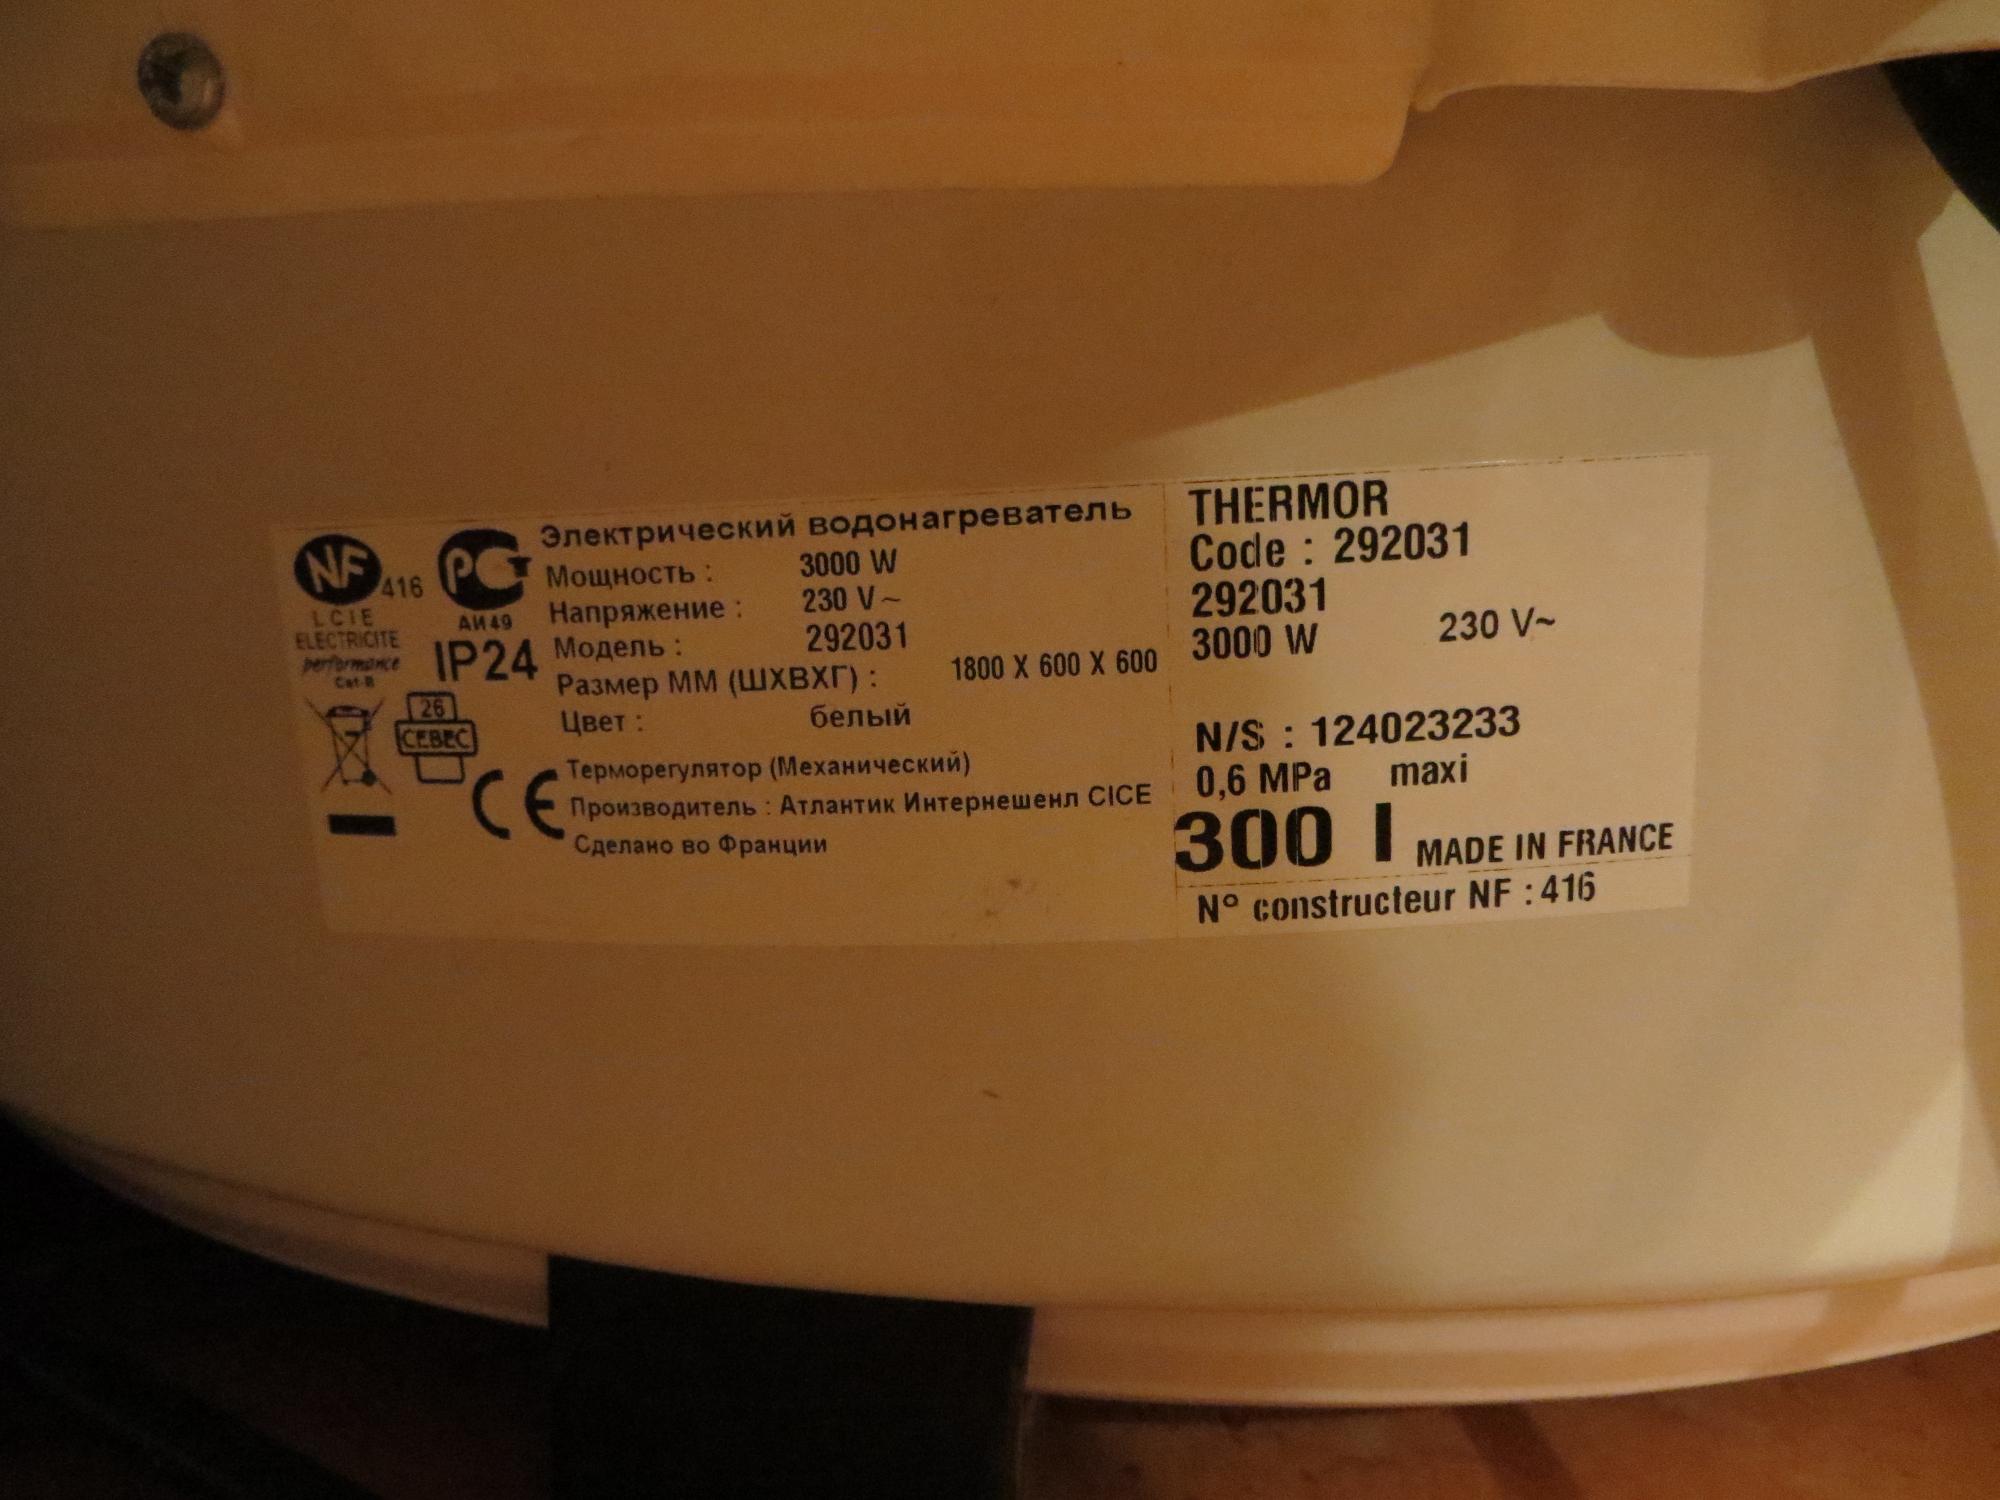 NF 416
LCIE
ELECTRICITE
performance
Cat-B
PCT
АИ49
IP24
26
CEBEC
CE
Электрический водонагреватель
Мощность : 3000 W
Напряжение : 230 V~
Модель : 292031
Размер ММ (ШХВХГ) : 1800 X 600 X 600
Цвет : белый
Терморегулятор (Механический)
Производитель : Атлантик Интернешенл CICE
Сделано во Франции
THERMOR
Code : 292031
292031
3000 W 230 V~
N/S : 124023233
0,6 MPa maxi
300 l MADE IN FRANCE
N° constructeur NF : 416